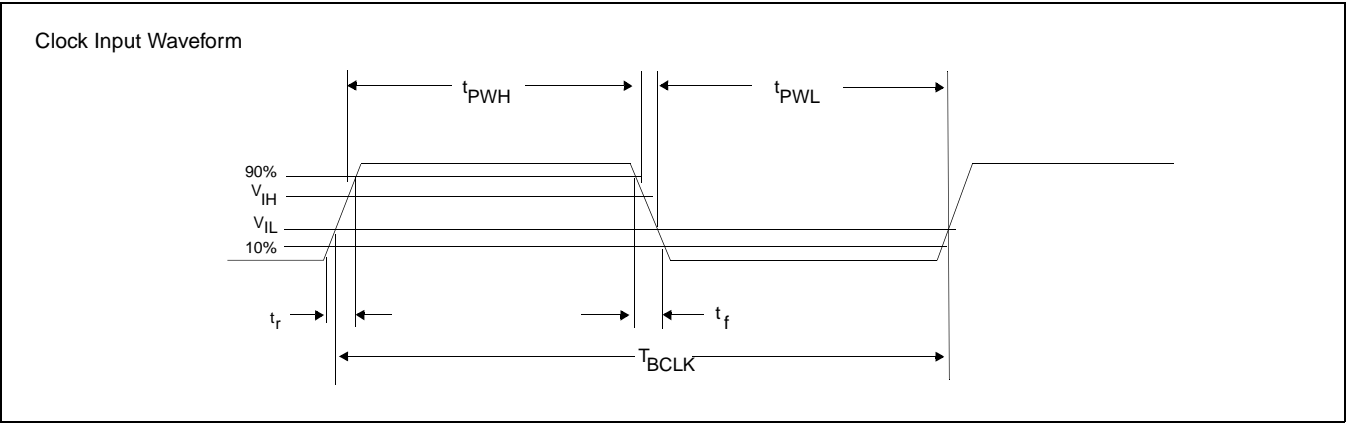 Clock Input Waveform
tPWH
tPWL
90%
VIH
VIL
10%
tr
tf
TBCLK